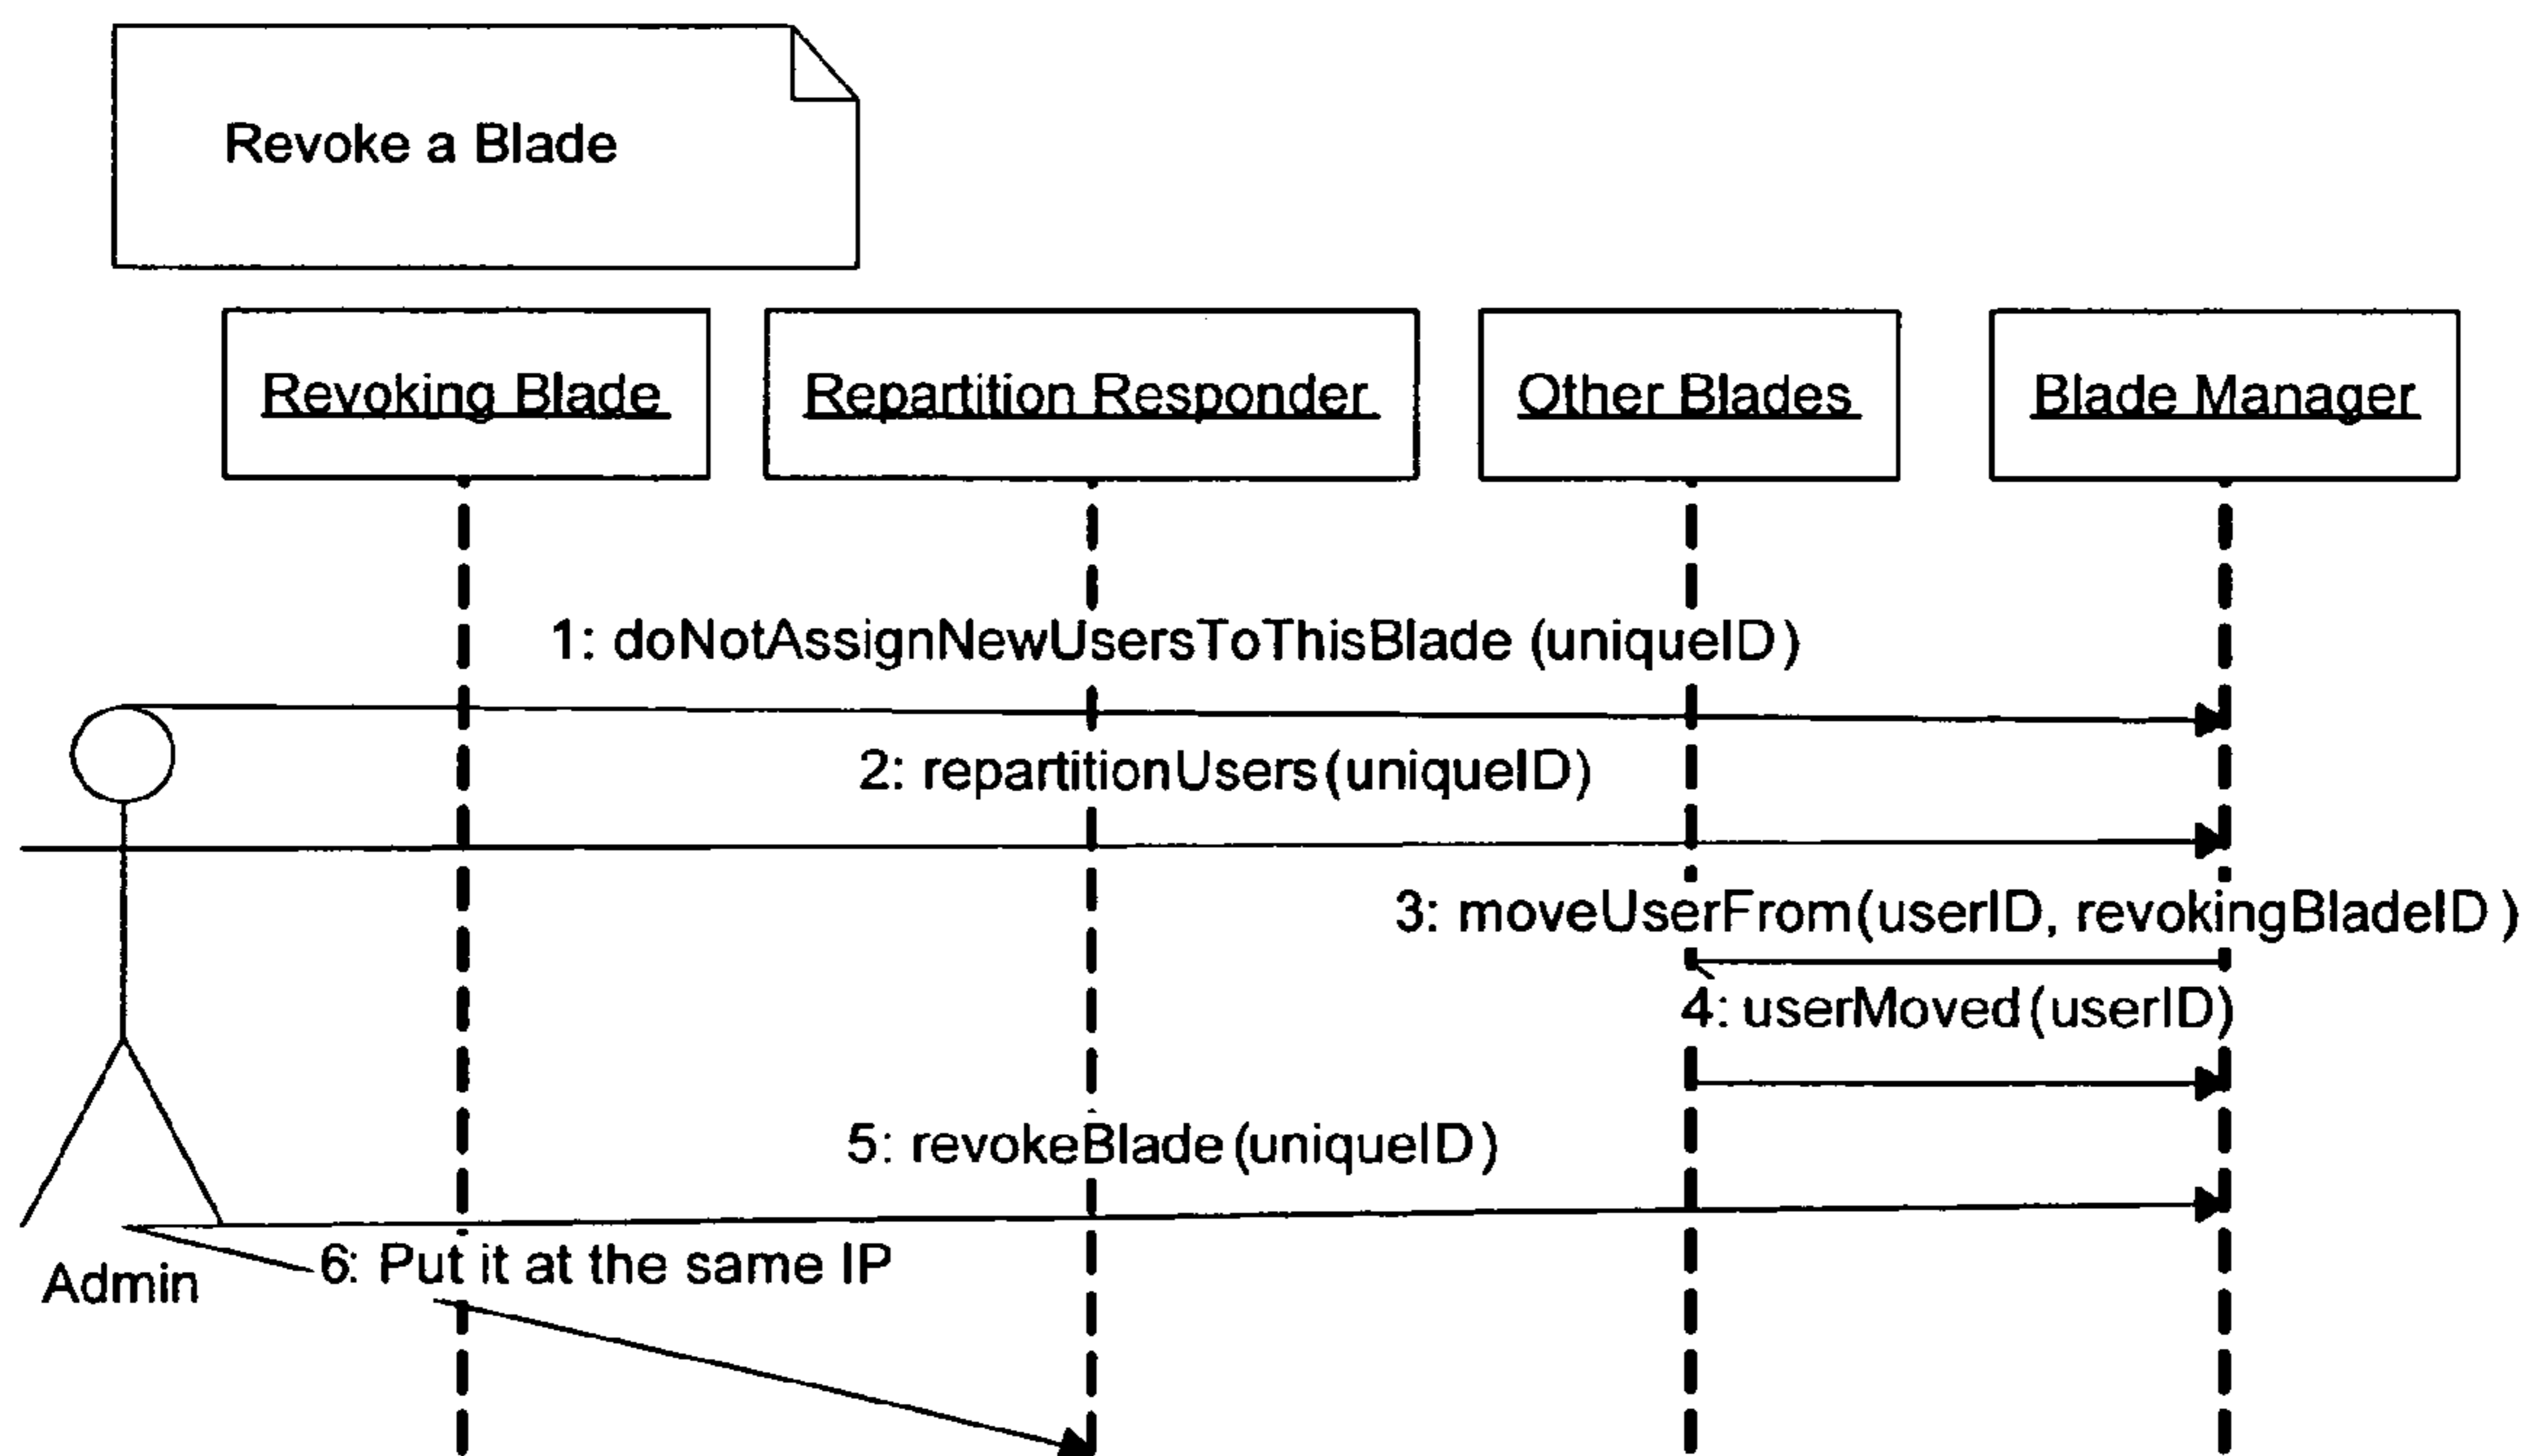 Revoke a Blade
Revoking Blade
Repartition Responder
Other Blades
Blade Manager
1: doNotAssignNewUsersToThisBlade (uniqueID)
2: repartitionUsers(uniqueID)
3: moveUserFrom(userID, revokingBladeID)
4: userMoved(userID)
5: revokeBlade(uniqueID)
6: Put it at the same IP
Admin